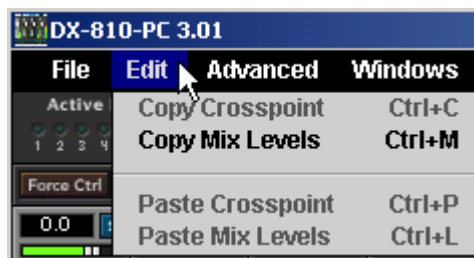 DX-810-PC 3.01
File Edit Advanced Windows
Active
1 2 3 4
Copy Crosspoint Ctrl+C
Copy Mix Levels Ctrl+M
Force Ctrl
Paste Crosspoint Ctrl+P
0.0
Paste Mix Levels Ctrl+L